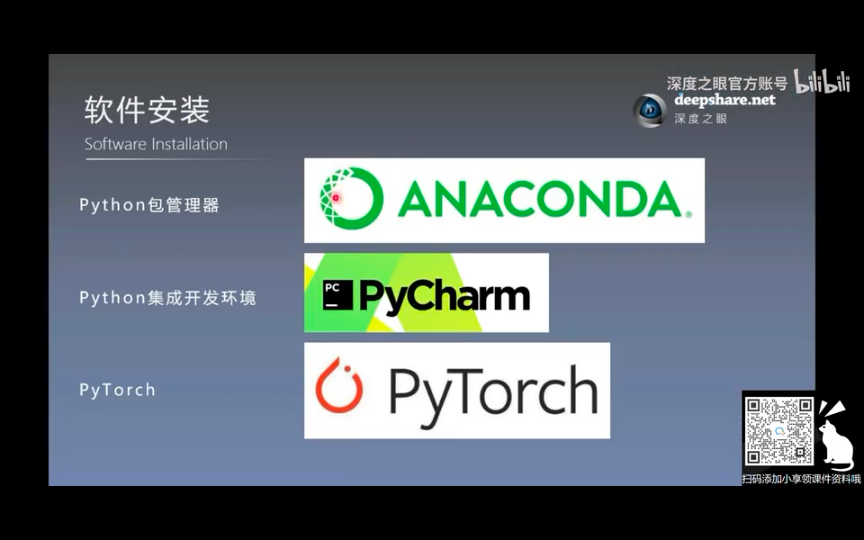 深度之眼官方账号 bilibili
deepshare.net
深度之眼
软件安装
Software Installation
Python包管理器
ANACONDA®
Python集成开发环境
PC PyCharm
PyTorch
PyTorch
扫码添加小享领课件资料哦